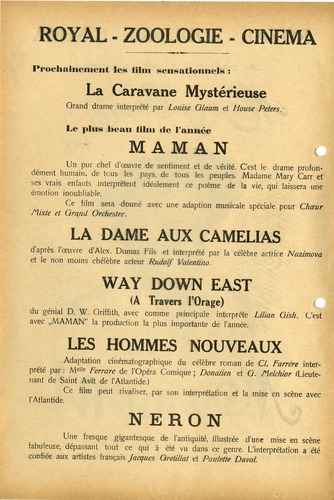 ROYAL - ZOOLOGIE - CINEMA
Prochainement les film sensationnels :
La Caravane Mystérieuse
Grand drame interprété par Louise Glaum et House Peters.
Le plus beau film de l'année
MAMAN
Un pur chef d'œuvre de sentiment et de vérité. C'est le drame profon-
dément humain, de tous les pays, de tous les peuples. Madame Mary Carr et
ses vrais enfants interprètent idéalement ce poème de la vie, qui laissera une
émotion inoubliable.
Ce film sera donné avec une adaption musicale spéciale pour Chœur
Mixte et Grand Orchestre.
LA DAME AUX CAMELIAS
d'après l'œuvre d'Alex. Dumas Fils et interprété par la célèbre actrice Nazimova
et le non moins chélèbre acteur Rudolf Valentino.
WAY DOWN EAST
(A Travers l'Orage)
du génial D. W. Griffith, avec comme principale interprète Lilian Gish. C'est
avec „MAMAN” la production la plus importante de l'année.
LES HOMMES NOUVEAUX
Adaptation cinématographique du célèbre roman de Cl. Farrère inter-
prété par : Melle Ferrare de l'Opéra Comique ; Donatien et G. Melchior (Lieute-
nant de Saint Avit de l'Atlantide.)
Ce film peut rivaliser, par son interprétation et la mise en scène avec
l'Atlantide.
NERON
Une fresque gigantesque de l'antiquité, illustrée d'une mise en scène
fabuleuse, dépassant tout ce qui à été vu dans ce genre. L'interprétation a été
confiée aux artistes français Jacques Grétillat et Paulette Duval.